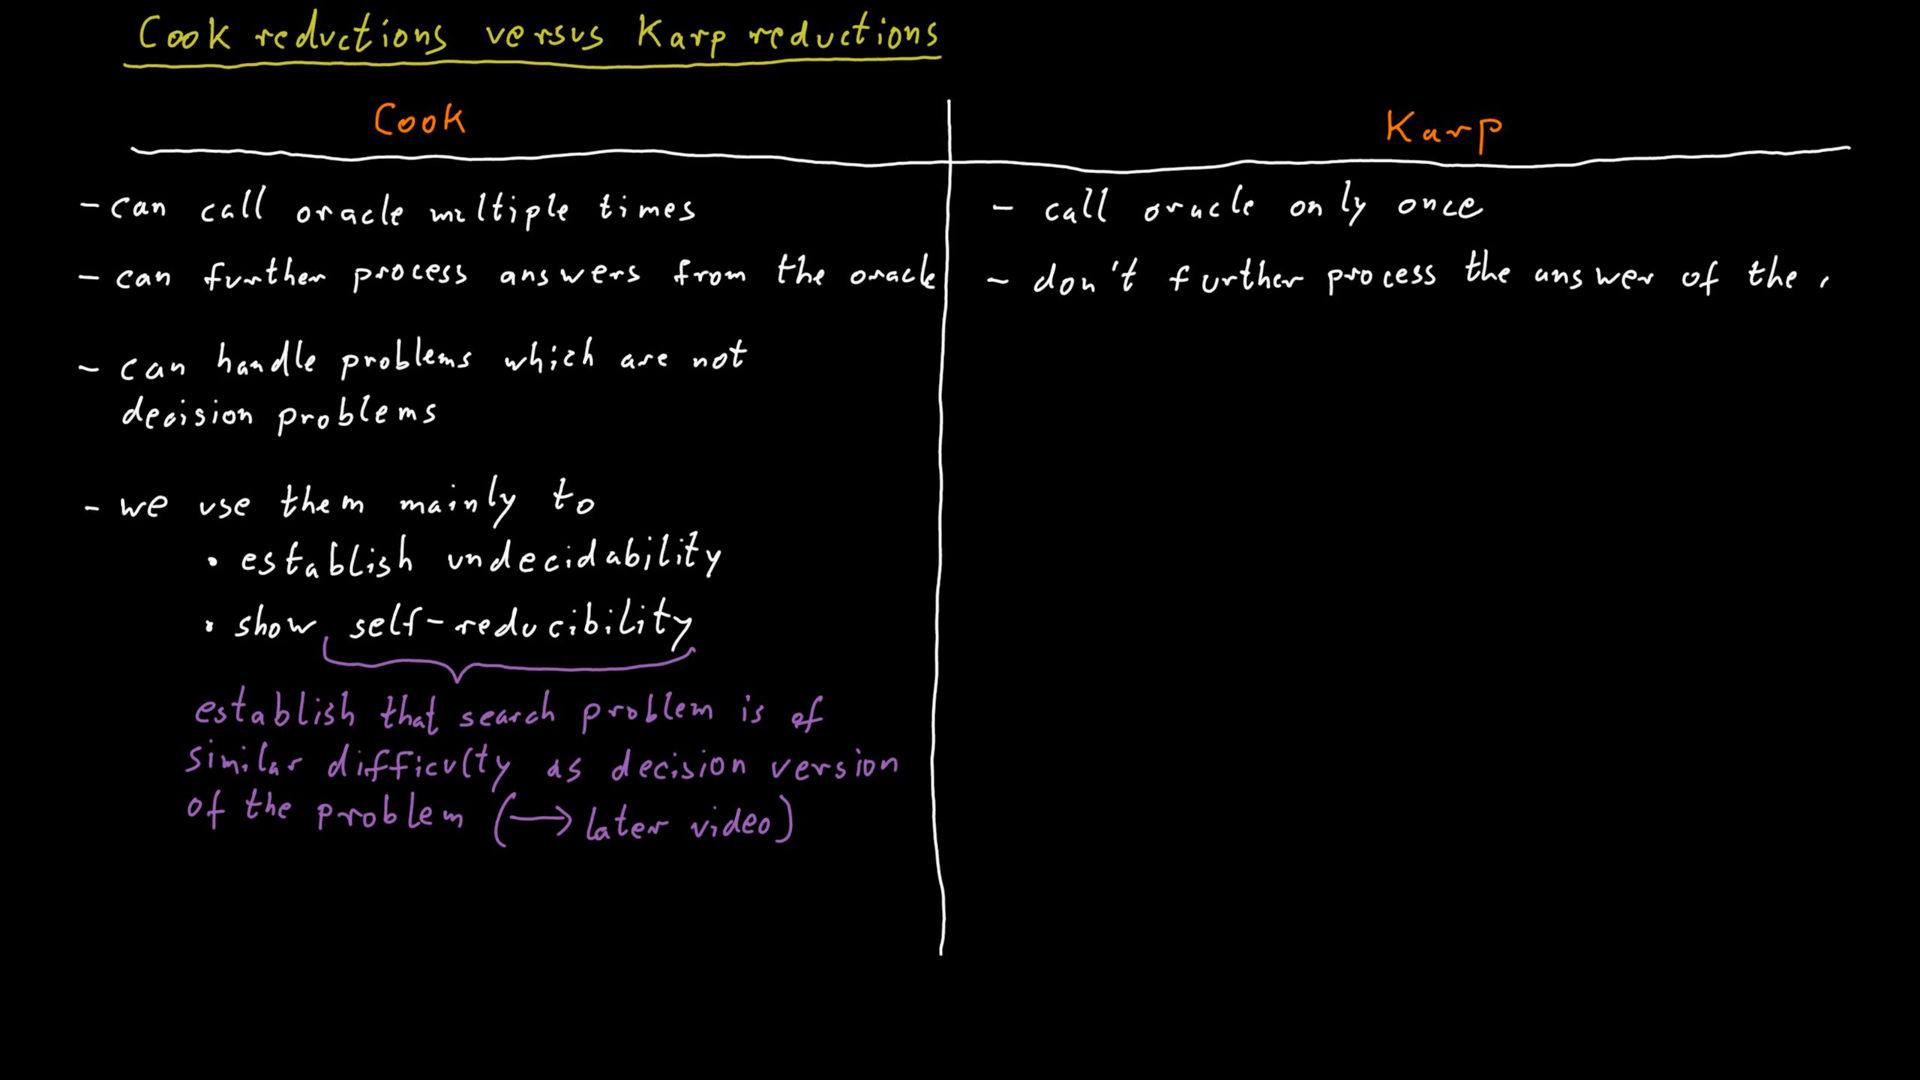 Cook reductions versus Karp reductions
Cook
- can call oracle multiple times
- can further process answers from the oracle
- can handle problems which are not
decision problems
- we use them mainly to
• establish undecidability
• show self-reducibility
establish that search problem is of
similar difficulty as decision version
of the problem (→ later video)
Karp
- call oracle only once
- don't further process the answer of the